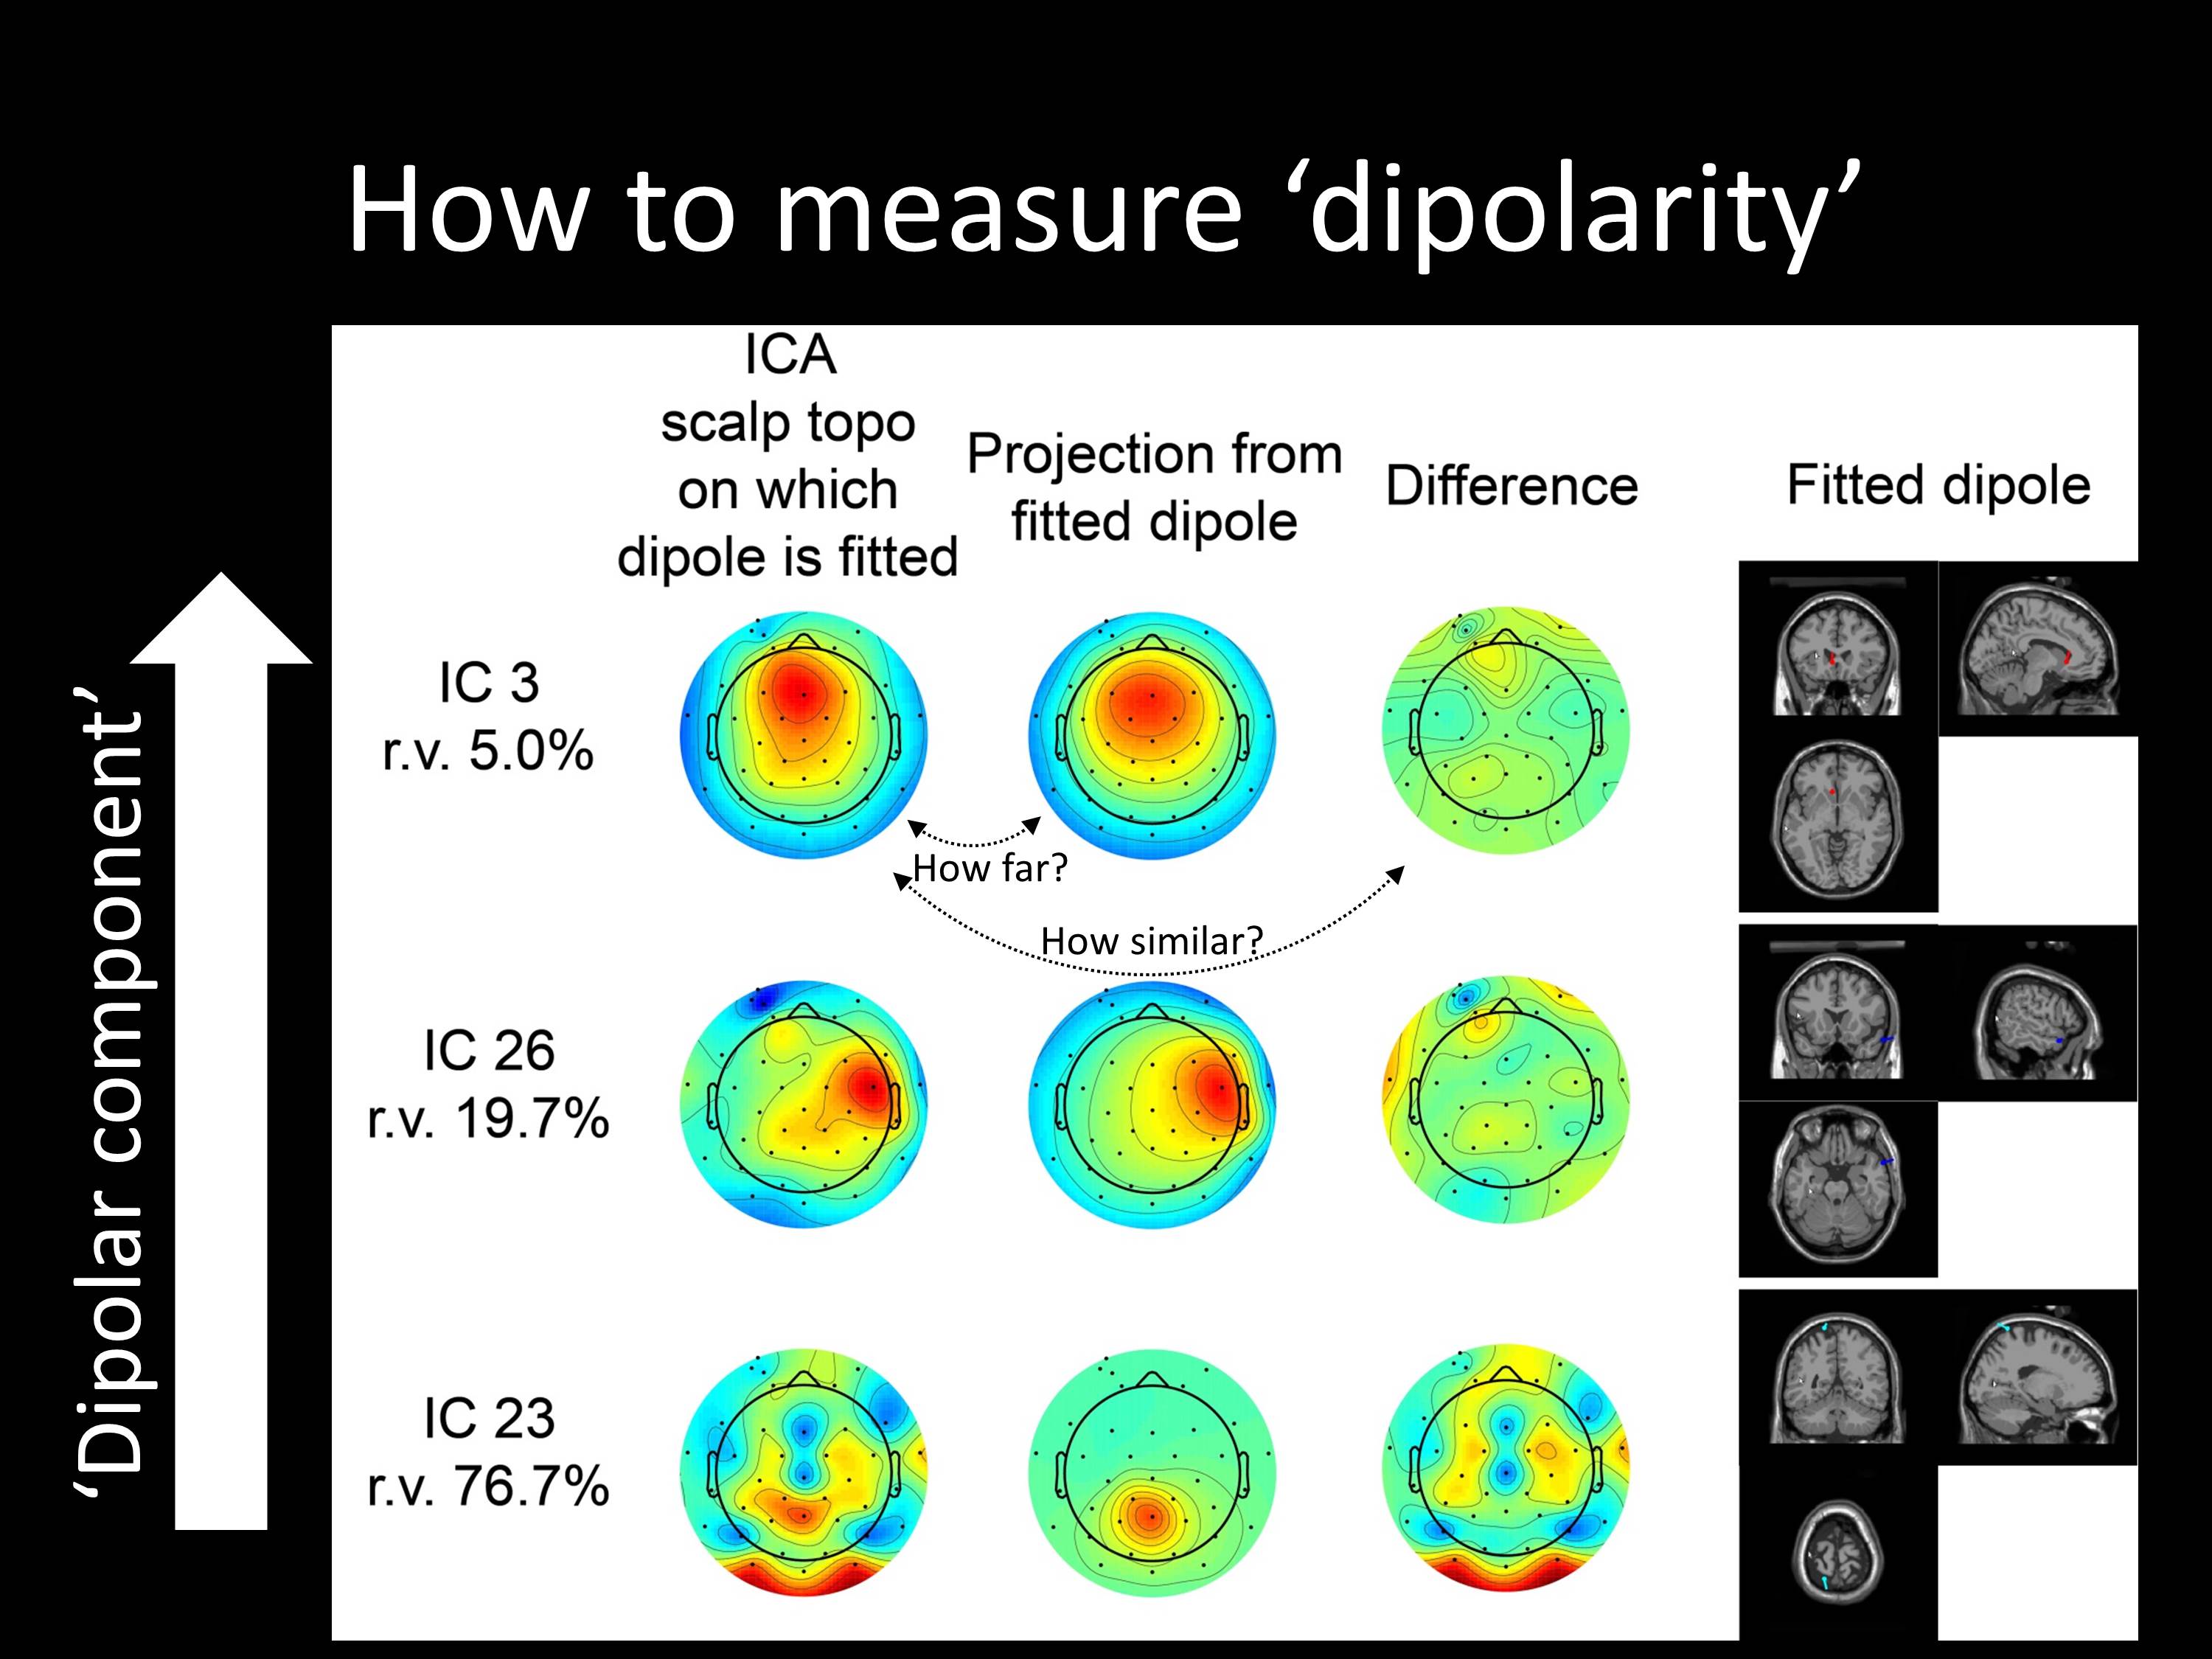 How to measure ‘dipolarity’
ICA
scalp topo
on which
dipole is fitted
Projection from
fitted dipole
Difference
Fitted dipole
‘Dipolar component’
IC 3
r.v. 5.0%
How far?
How similar?
IC 26
r.v. 19.7%
IC 23
r.v. 76.7%